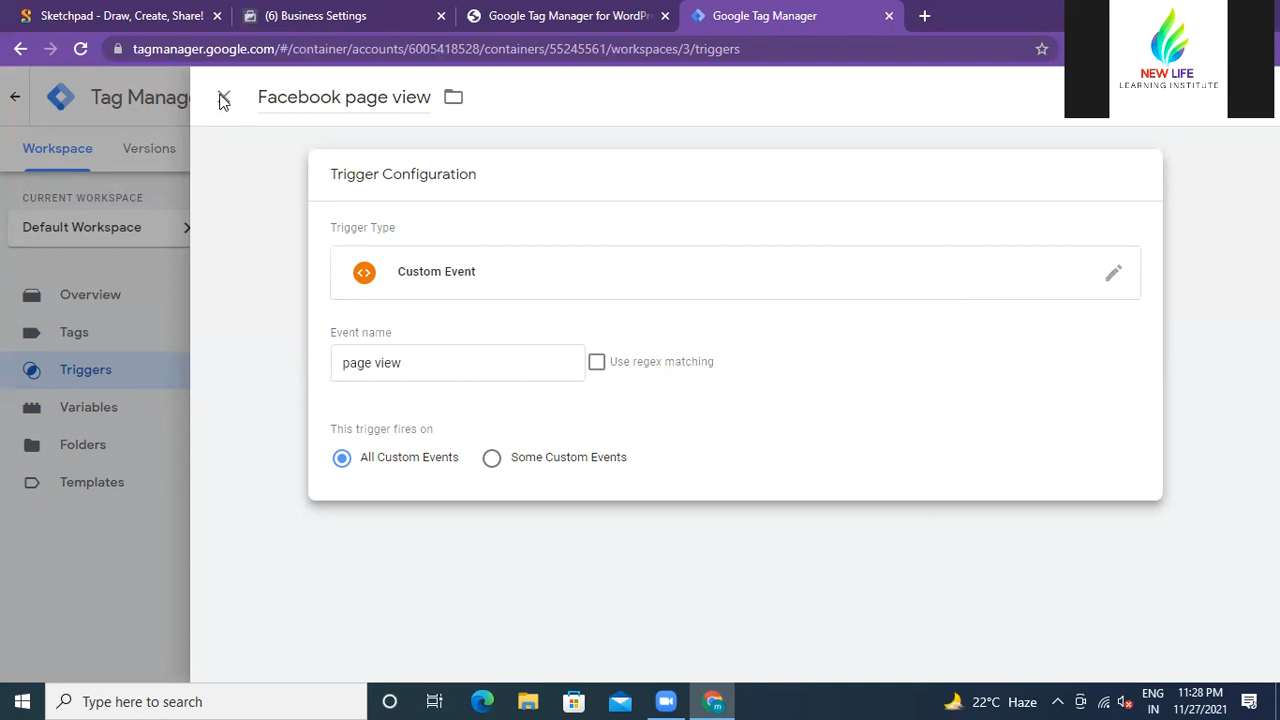 Sketchpad - Draw, Create, Share!
(6) Business Settings
Google Tag Manager for WordPr
Google Tag Manager
tagmanager.google.com/#/container/accounts/6005418528/containers/55245561/workspaces/3/triggers
NEW LIFE
LEARNING INSTITUTE
Tag Manag
Facebook page view
Workspace
Versions
CURRENT WORKSPACE
Default Workspace
Overview
Tags
Triggers
Variables
Folders
Templates
Trigger Configuration
Trigger Type
Custom Event
Event name
page view
Use regex matching
This trigger fires on
All Custom Events
Some Custom Events
Type here to search
22°C Haze
ENG
IN
11:28 PM
11/27/2021